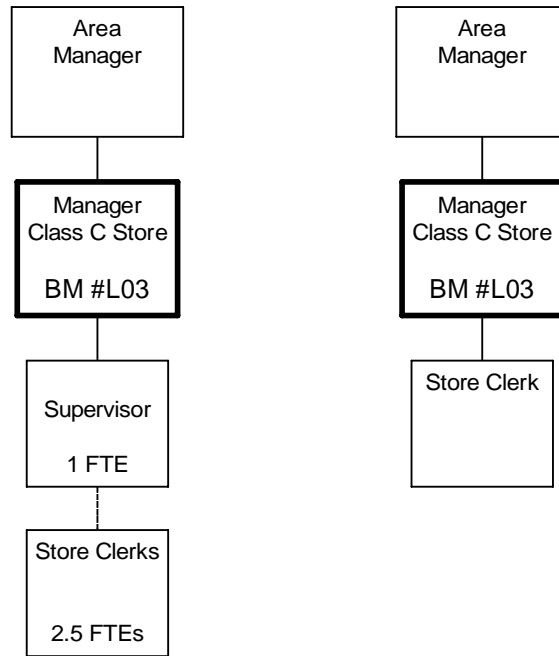 Area
Manager
Manager
Class C Store
BM #L03
Supervisor
1 FTE
Store Clerks
2.5 FTEs
Area
Manager
Manager
Class C Store
BM #L03
Store Clerk